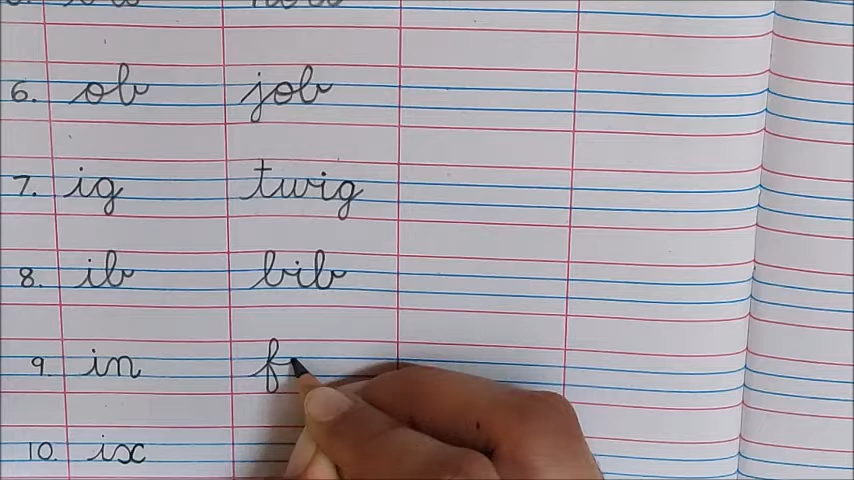 6. ob job
7. ig twig
8. ib bib
9. in f
10. ix